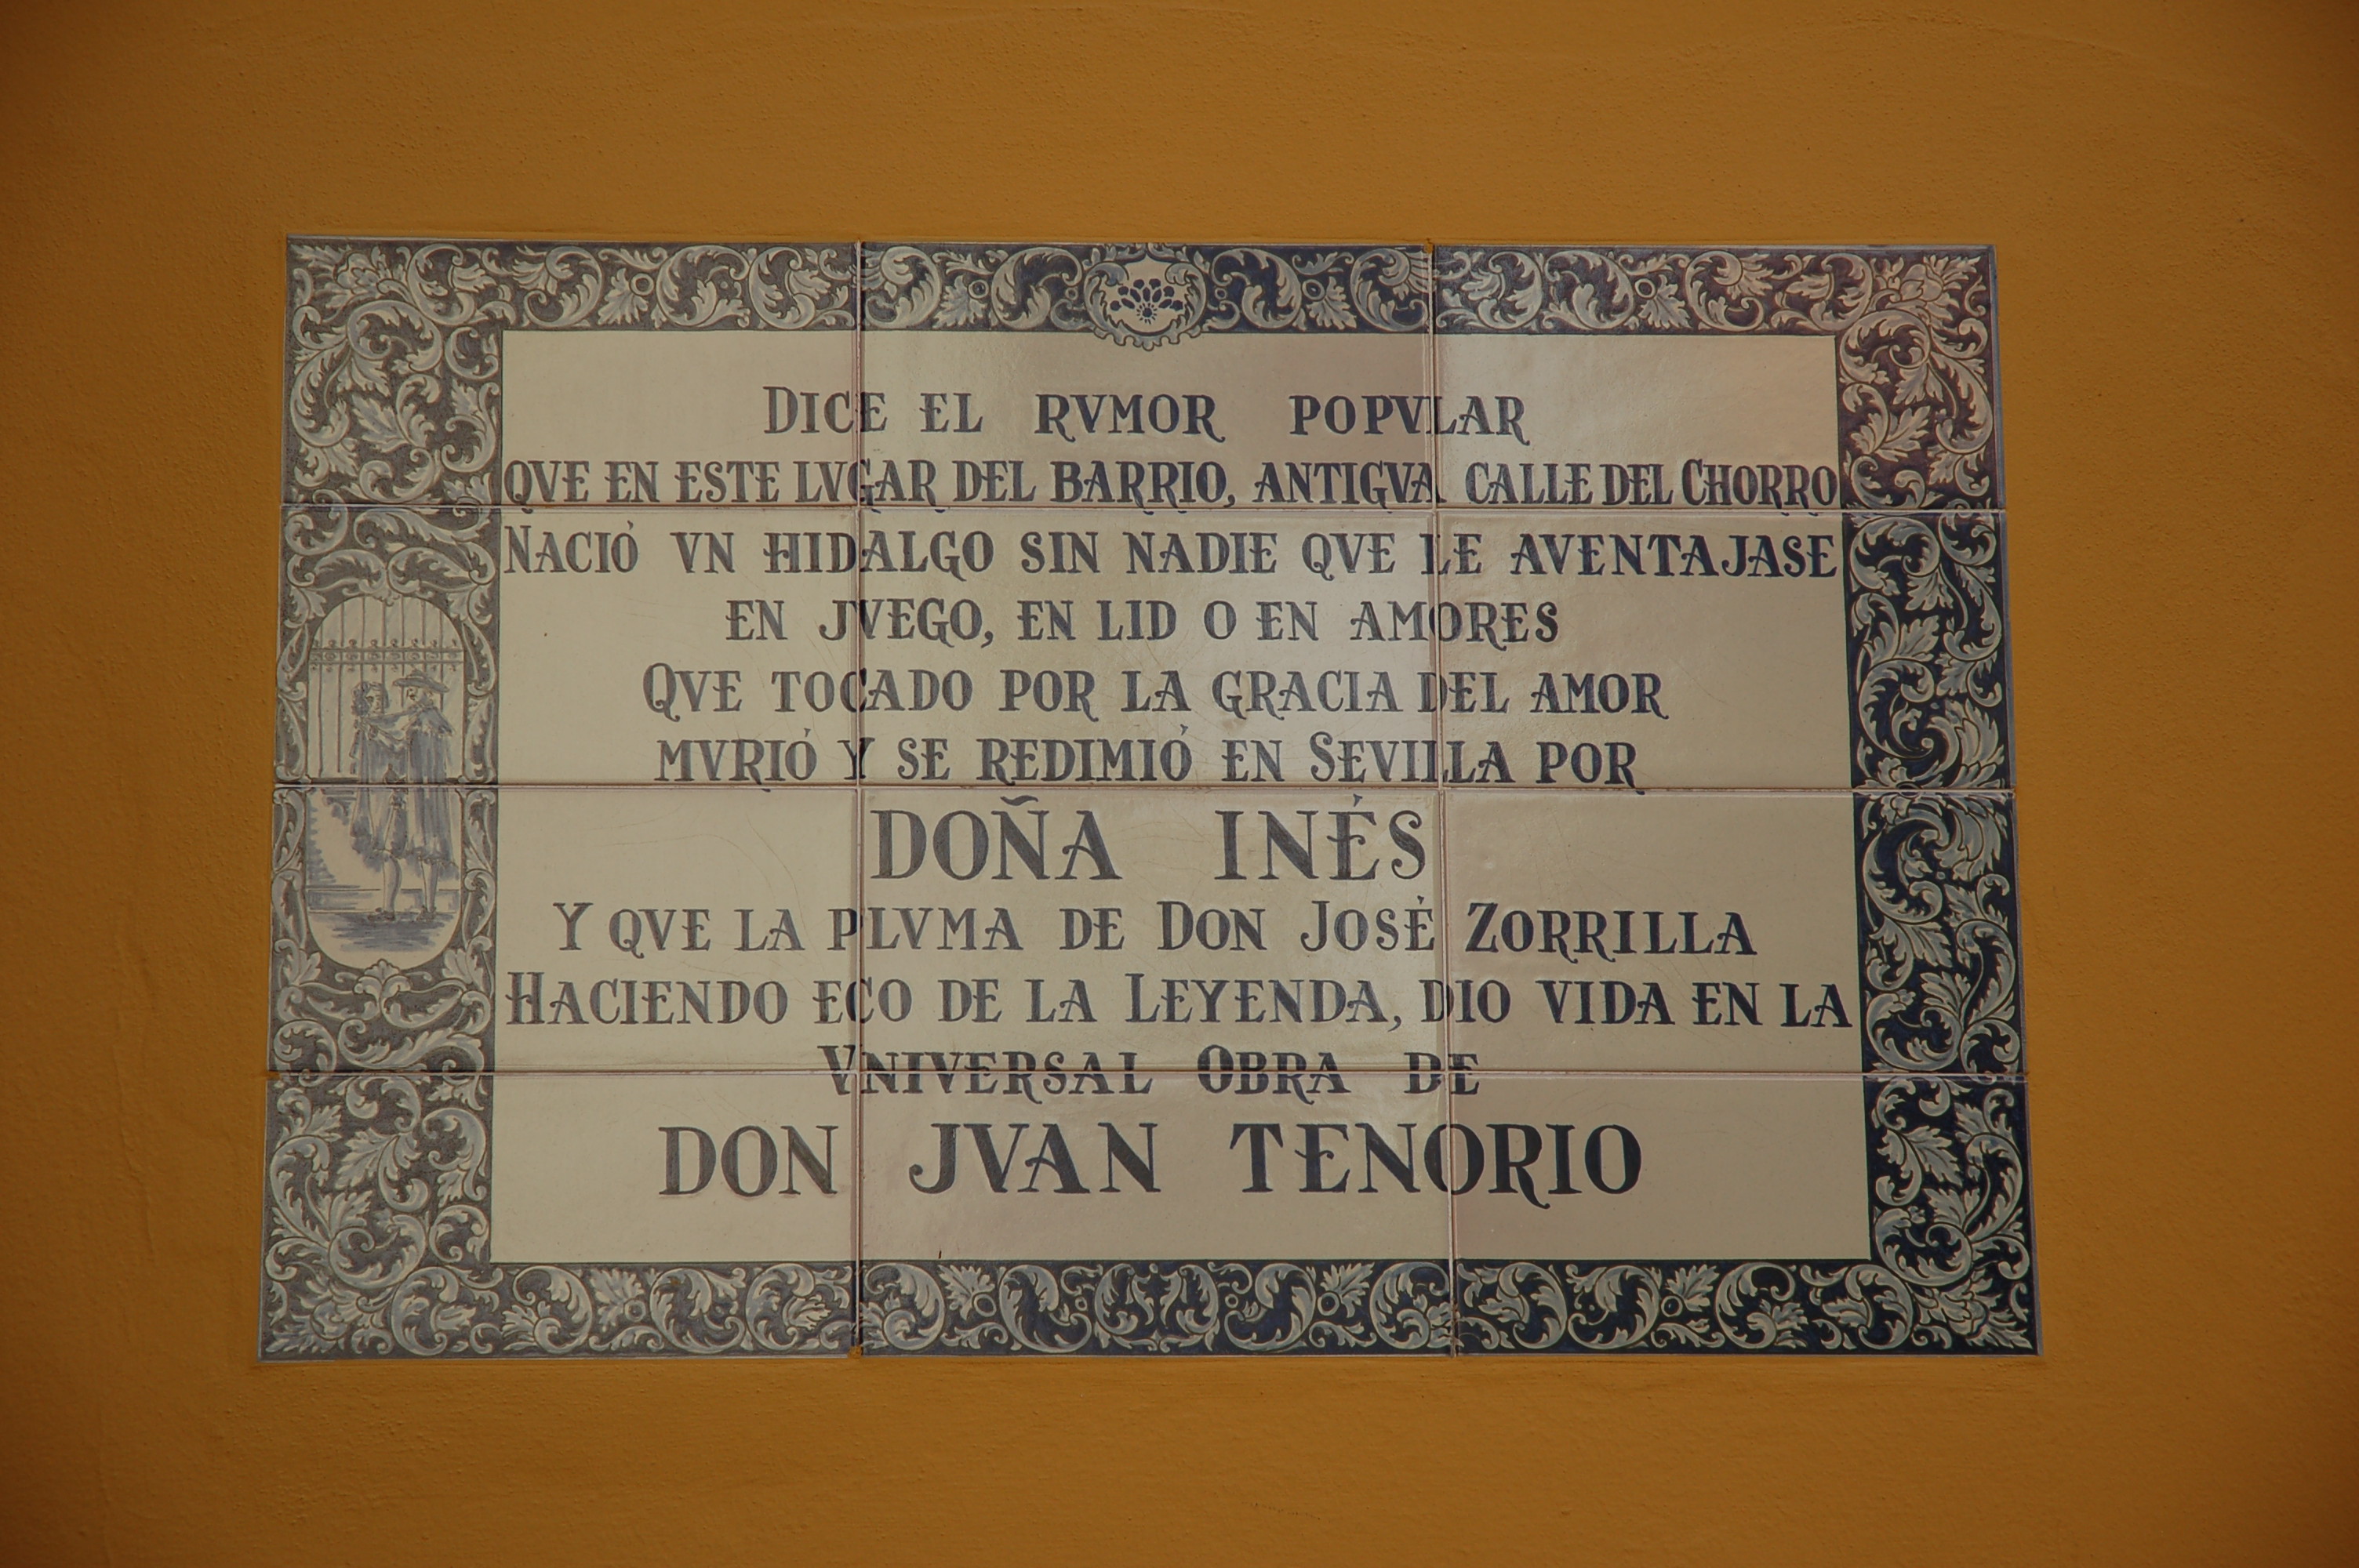 DICE EL RVMOR POPVLAR
QVE EN ESTE LVGAR DEL BARRIO, ANTIGVA CALLE DEL CHORRO
NACIÓ VN HIDALGO SIN NADIE QVE LE AVENTAJASE
EN JVEGO, EN LID O EN AMORES
QVE TOCADO POR LA GRACIA DEL AMOR
MVRIÓ Y SE REDIMIÓ EN SEVILLA POR
DOÑA INÉS
Y QVE LA PLVMA DE DON JOSÉ ZORRILLA
HACIENDO ECO DE LA LEYENDA, DIO VIDA EN LA
VNIVERSAL OBRA DE
DON JVAN TENORIO